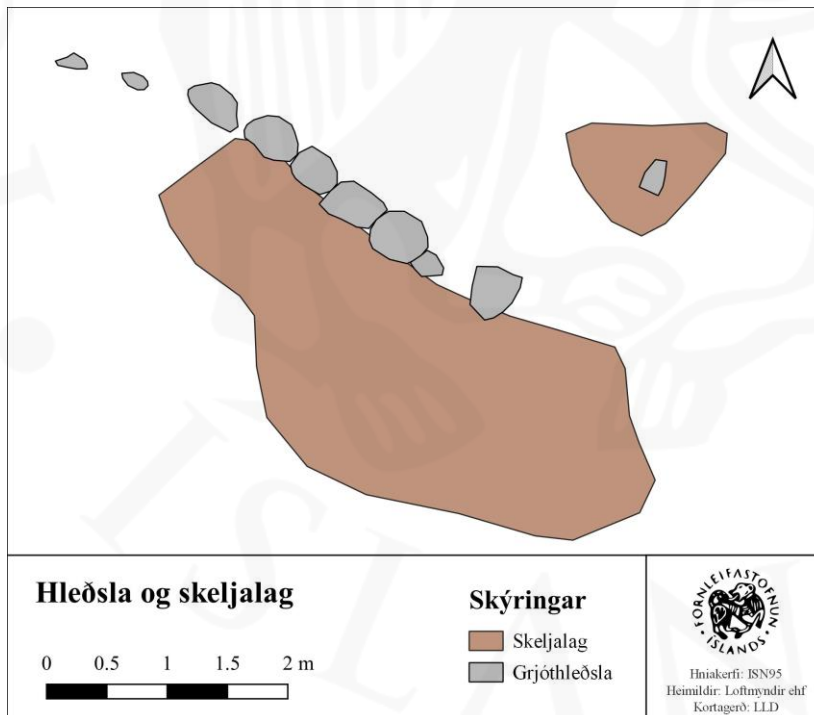 Hleðsla og skeljalag
0 0.5 1 1.5 2 m
Skýringar
Skeljalag
Grjóthleðsla
FORNLEIFASTOFNUN
ÍSLANDS
Hniakerfi: ISN95
Heimildir: Loftmyndir ehf
Kortagerð: LLD